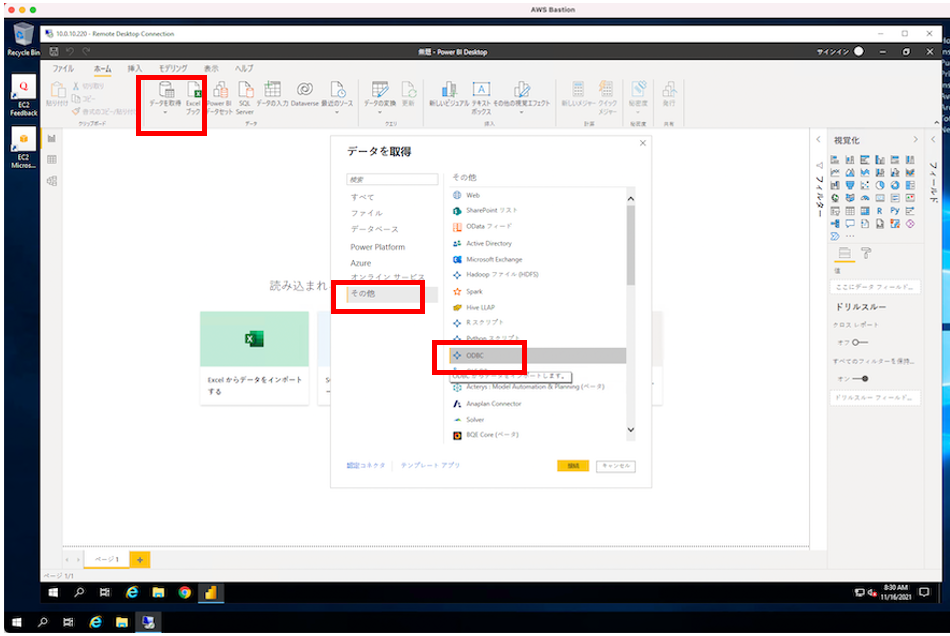 AWS Bastion
10.0.10.220 - Remote Desktop Connection
Recycle Bin
無題 - Power BI Desktop
サインイン
ファイル ホーム 挿入 モデリング 表示 ヘルプ
切り取り
コピー
貼り付け
クリップボード
データを取得 Excel ブック Power BI データセット SQL Server データの入力 Dataverse 最近のソース
データ
データの変換 更新
クエリ
新しいビジュアル テキスト ボックス その他の視覚エフェクト
挿入
新しいメジャー クイック メジャー
計算
秘密度
秘密度
発行
共有
EC2 Feedback
EC2 Micros...
データを取得
検索
すべて
ファイル
データベース
Power Platform
Azure
オンライン サービス
その他
その他
Web
SharePoint リスト
OData フィード
Active Directory
Microsoft Exchange
Hadoop ファイル (HDFS)
Spark
Hive LLAP
R スクリプト
Python スクリプト
ODBC
ODBC からデータをインポートします。
Acterys : Model Automation & Planning (ベータ)
Anaplan Connector
Solver
BQE Core (ベータ)
認定コネクタ
テンプレート アプリ
接続
キャンセル
読み込まれ
Excel からデータをインポートする
フィルター
視覚化
フィールド
値
ここにデータ フィールド...
ドリルスルー
クロス レポート
オフ
すべてのフィルターを保持...
オン
ドリルスルー フィールド...
ページ 1
ページ 1/1
8:30 AM
11/16/2021